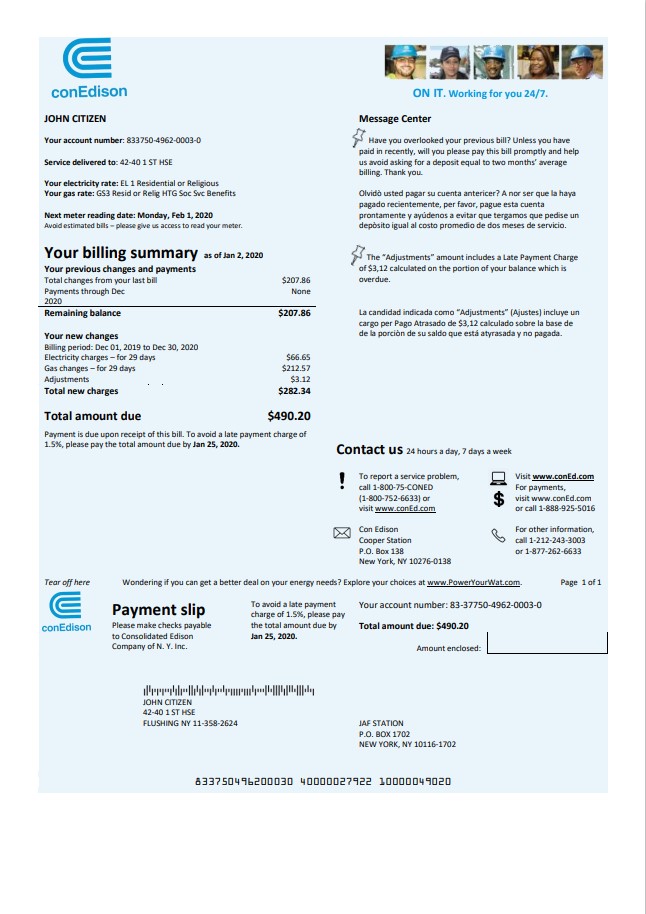 conEdison
ON IT. Working for you 24/7.
JOHN CITIZEN
Your account number: 833750-4962-0003-0
Service delivered to: 42-40 1 ST HSE
Your electricity rate: EL 1 Residential or Religious
Your gas rate: GS3 Resid or Relig HTG Soc Svc Benefits
Next meter reading date: Monday, Feb 1, 2020
Avoid estimated bills – please give us access to read your meter.
Your billing summary as of Jan 2, 2020
Your previous changes and payments
Total changes from your last bill $207.86
Payments through Dec None
2020
Remaining balance $207.86
Your new changes
Billing period: Dec 01, 2019 to Dec 30, 2020
Electricity charges – for 29 days $66.65
Gas changes – for 29 days $212.57
Adjustments $3.12
Total new charges $282.34
Total amount due $490.20
Payment is due upon receipt of this bill. To avoid a late payment charge of
1.5%, please pay the total amount due by Jan 25, 2020.
Message Center
Have you overlooked your previous bill? Unless you have
paid in recently, will you please pay this bill promptly and help
us avoid asking for a deposit equal to two months’ average
billing. Thank you.
Olvidò usted pagar su cuenta antericer? A nor ser que la haya
pagado recientemente, per favor, pague esta cuenta
prontamente y ayúdenos a evitar que tergamos que pedise un
depòsito igual al costo promedio de dos meses de servicio.
The “Adjustments” amount includes a Late Payment Charge
of $3,12 calculated on the portion of your balance which is
overdue.
La candidad indicada como “Adjustments” (Ajustes) incluye un
cargo per Pago Atrasado de $3,12 calculado sobre la base de
de la porciòn de su saldo que está atyrasada y no pagada.
Contact us 24 hours a day, 7 days a week
To report a service problem,
call 1-800-75-CONED
(1-800-752-6633) or
visit www.conEd.com
Visit www.conEd.com
For payments,
visit www.conEd.com
or call 1-888-925-5016
Con Edison
Cooper Station
P.O. Box 138
New York, NY 10276-0138
For other information,
call 1-212-243-3003
or 1-877-262-6633
Tear off here Wondering if you can get a better deal on your energy needs? Explore your choices at www.PowerYourWat.com. Page 1 of 1
conEdison
Payment slip
Please make checks payable
to Consolidated Edison
Company of N. Y. Inc.
To avoid a late payment
charge of 1.5%, please pay
the total amount due by
Jan 25, 2020.
Your account number: 83-37750-4962-0003-0
Total amount due: $490.20
Amount enclosed:
JOHN CITIZEN
42-40 1 ST HSE
FLUSHING NY 11-358-2624
JAF STATION
P.O. BOX 1702
NEW YORK, NY 10116-1702
833750496200030 40000027922 10000049020